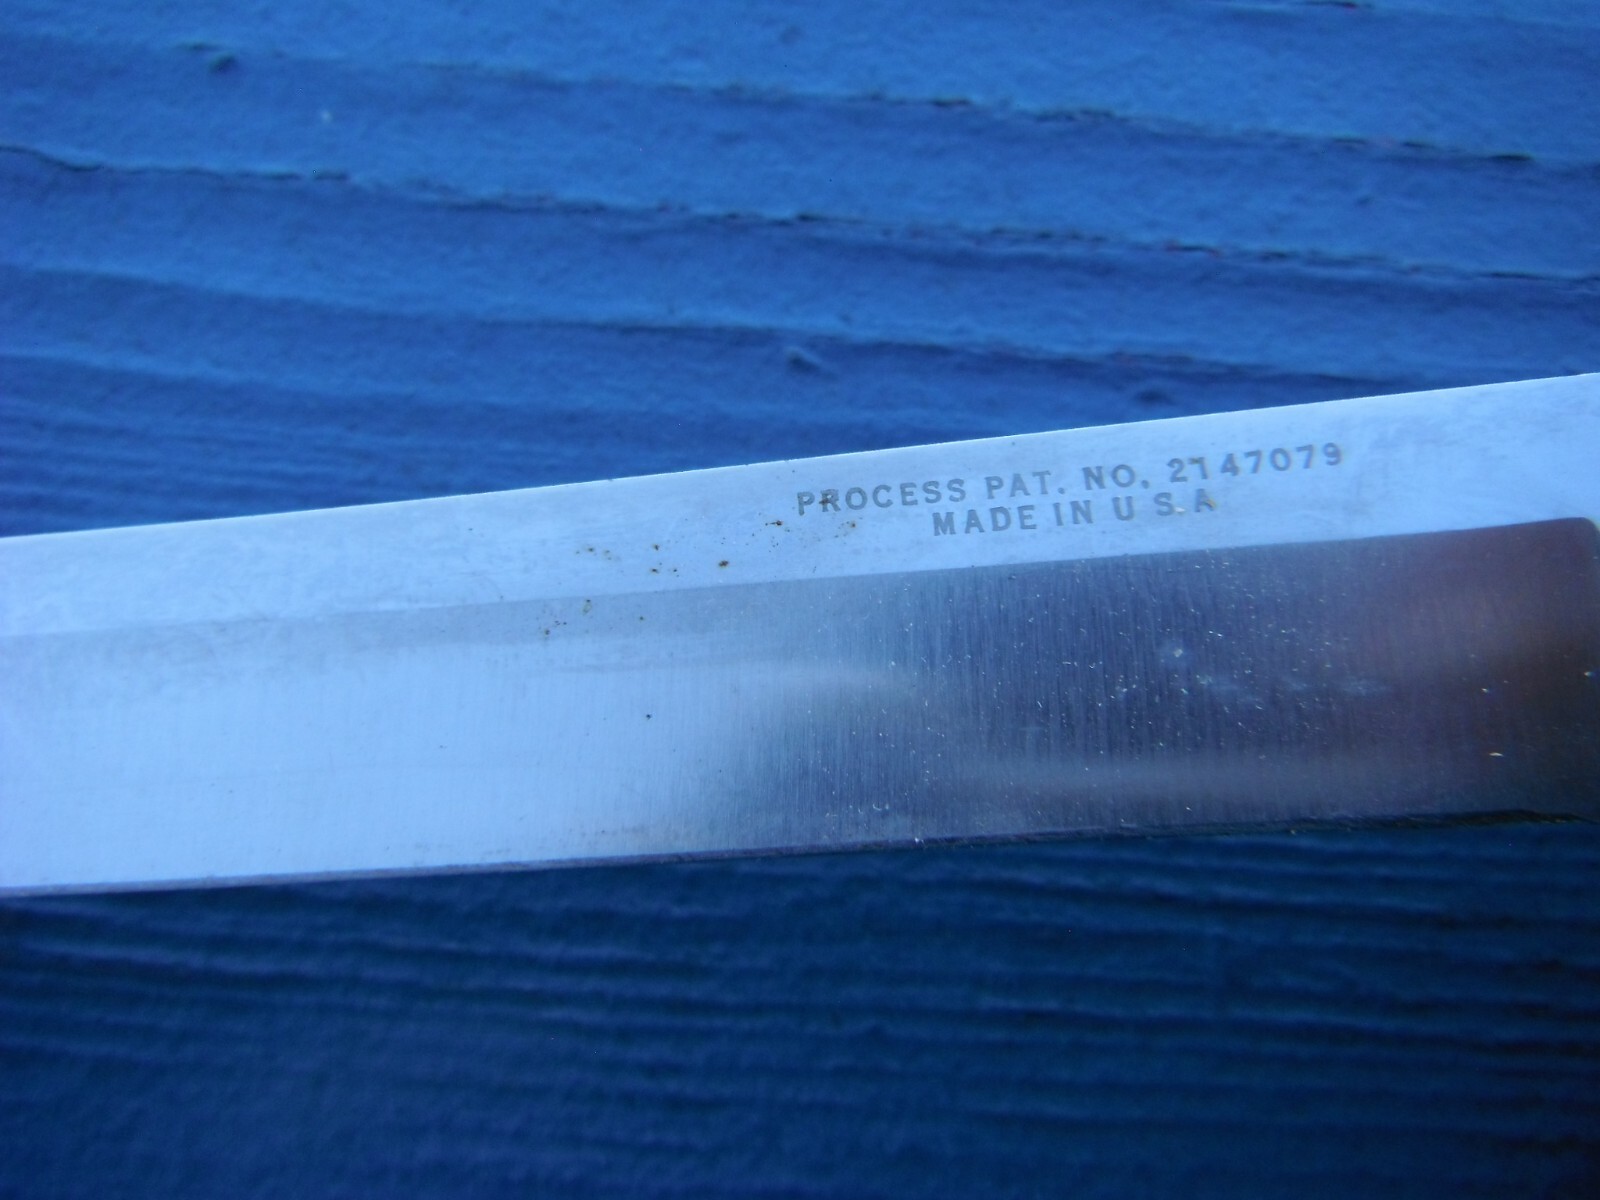 PROCESS PAT. NO. 2147079
MADE IN U S.A